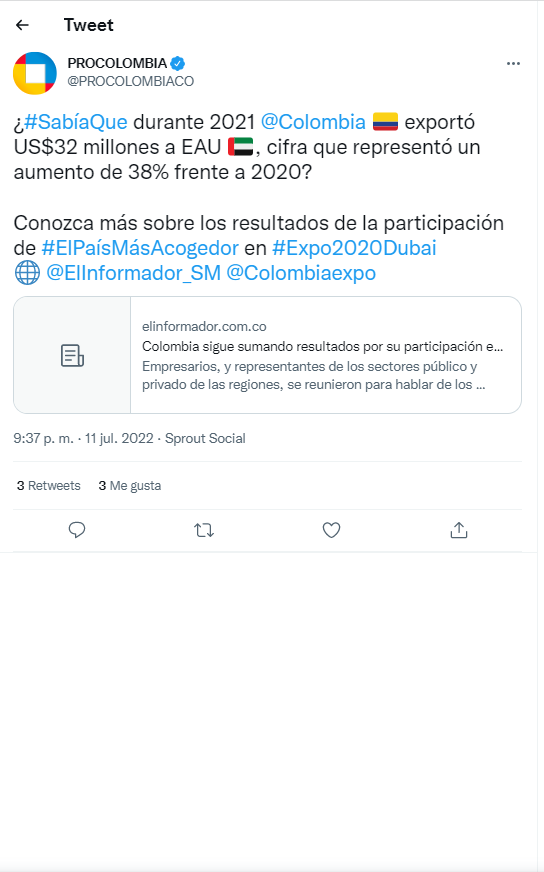 Tweet
PROCOLOMBIA
@PROCOLOMBIACO
¿#SabíaQue durante 2021 @Colombia 🇨🇴 exportó
US$32 millones a EAU 🇦🇪, cifra que representó un
aumento de 38% frente a 2020?
Conozca más sobre los resultados de la participación
de #ElPaísMásAcogedor en #Expo2020Dubai
🌐 @ElInformador_SM @Colombiaexpo
elinformador.com.co
Colombia sigue sumando resultados por su participación e...
Empresarios, y representantes de los sectores público y
privado de las regiones, se reunieron para hablar de los ...
9:37 p. m. · 11 jul. 2022 · Sprout Social
3 Retweets 3 Me gusta